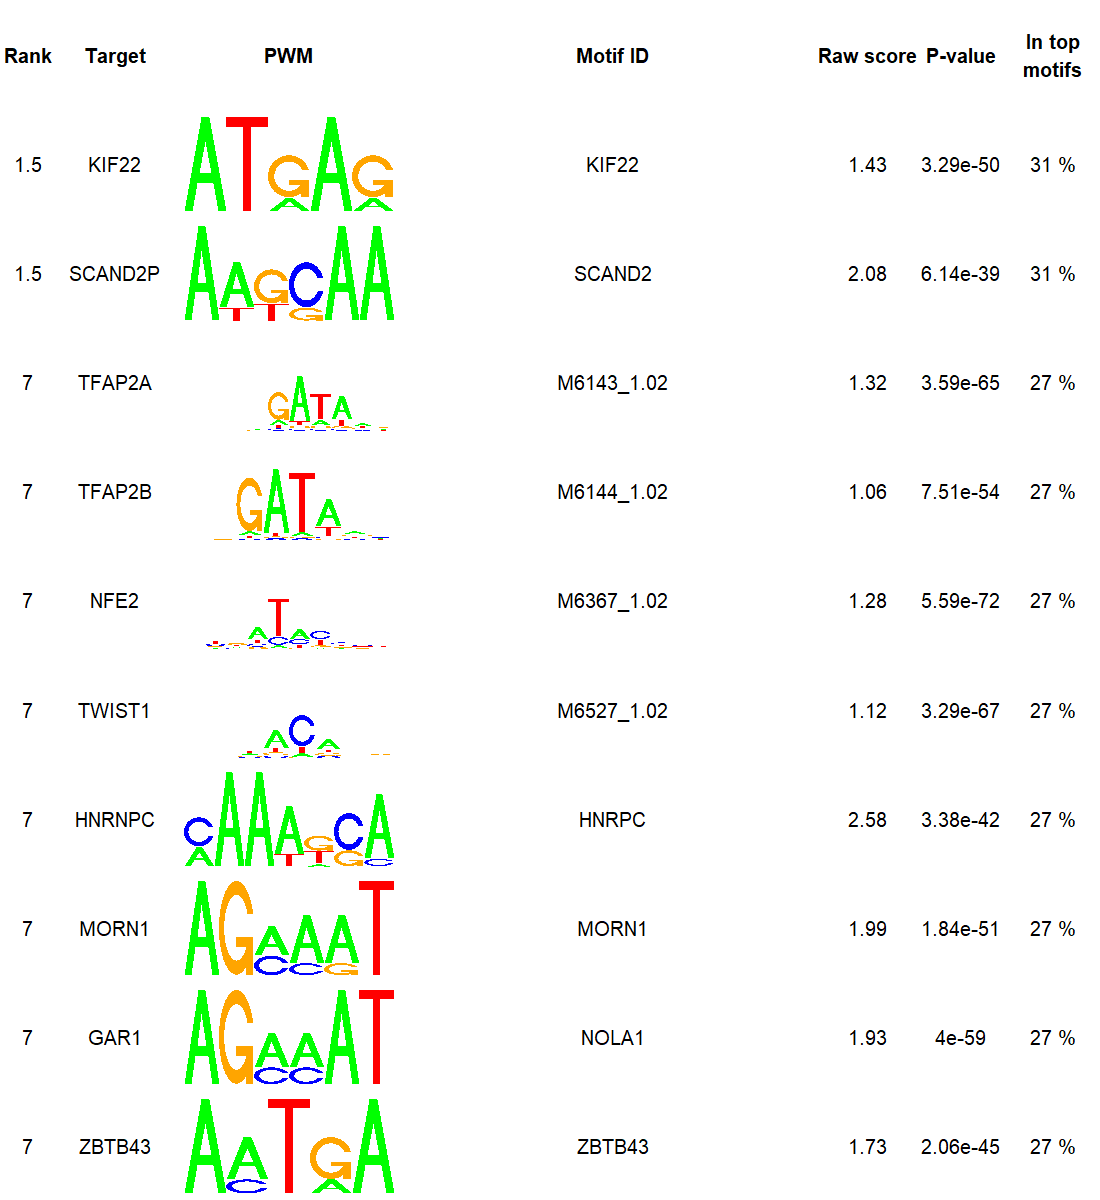 Rank Target PWM Motif ID Raw score P-value In top motifs
1.5 KIF22 ATGAG KIF22 1.43 3.29e-50 31 %
1.5 SCAND2P AAGCAA SCAND2 2.08 6.14e-39 31 %
7 TFAP2A GATA M6143_1.02 1.32 3.59e-65 27 %
7 TFAP2B GATA M6144_1.02 1.06 7.51e-54 27 %
7 NFE2 ATAC M6367_1.02 1.28 5.59e-72 27 %
7 TWIST1 ACA M6527_1.02 1.12 3.29e-67 27 %
7 HNRNPC CAAAGCA HNRPC 2.58 3.38e-42 27 %
7 MORN1 AGAAAT MORN1 1.99 1.84e-51 27 %
7 GAR1 AGAAAT NOLA1 1.93 4e-59 27 %
7 ZBTB43 AATGA ZBTB43 1.73 2.06e-45 27 %